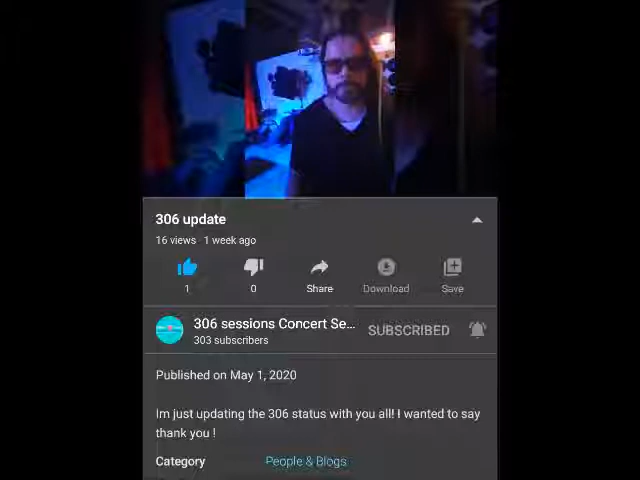 306 update
16 views · 1 week ago
1
0
Share
Download
Save
306 sessions Concert Se...
SUBSCRIBED
303 subscribers
Published on May 1, 2020
Im just updating the 306 status with you all! I wanted to say
thank you !
Category
People & Blogs